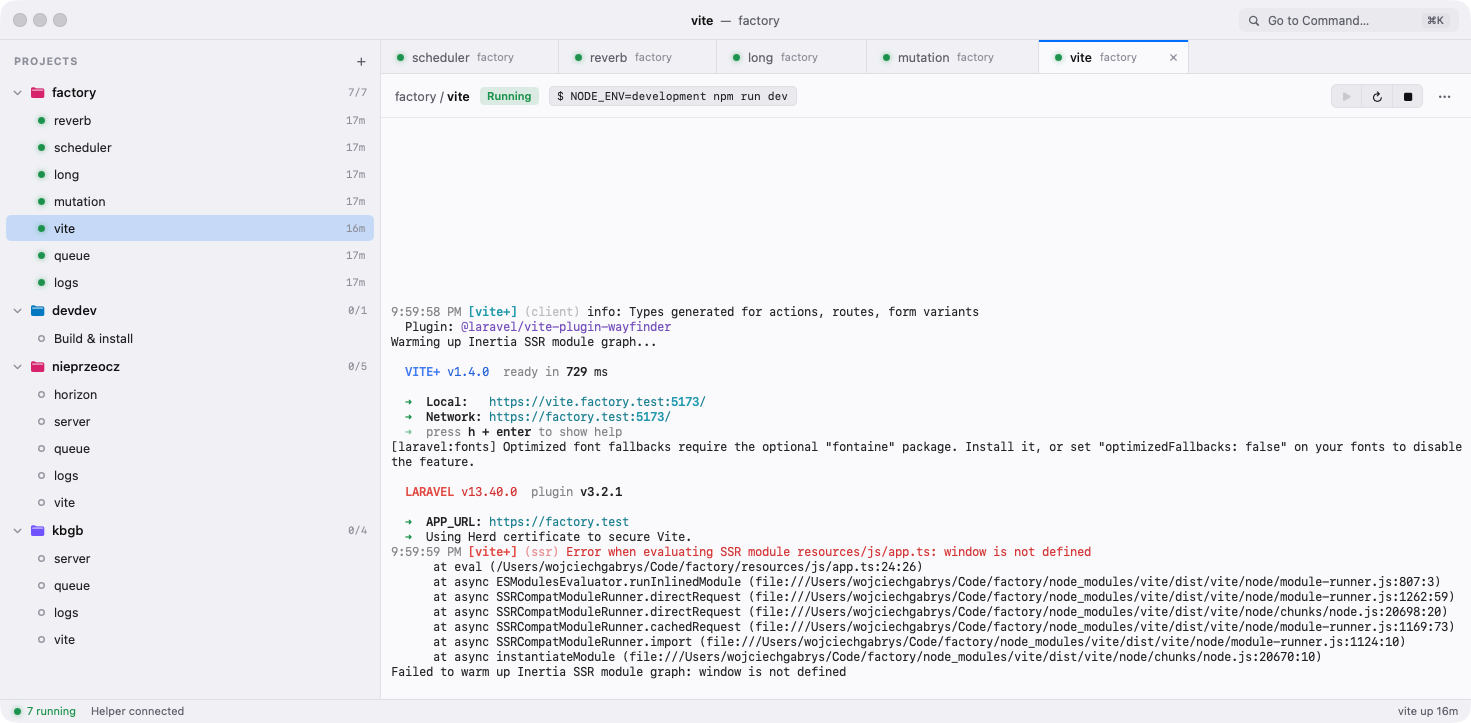 vite — factory
Go to Command... ⌘K
PROJECTS +
factory 7/7
reverb 17m
scheduler 17m
long 17m
mutation 17m
vite 16m
queue 17m
logs 17m
devdev 0/1
Build & install
nieprzeocz 0/5
horizon
server
queue
logs
vite
kbgb 0/4
server
queue
logs
vite
scheduler factory
reverb factory
long factory
mutation factory
vite factory ×
factory / vite Running $ NODE_ENV=development npm run dev
9:59:58 PM [vite+] (client) info: Types generated for actions, routes, form variants
Plugin: @laravel/vite-plugin-wayfinder
Warming up Inertia SSR module graph...
VITE+ v1.4.0 ready in 729 ms
➜ Local: https://vite.factory.test:5173/
➜ Network: https://factory.test:5173/
➜ press h + enter to show help
[laravel:fonts] Optimized font fallbacks require the optional "fontaine" package. Install it, or set "optimizedFallbacks: false" on your fonts to disable
the feature.
LARAVEL v13.40.0 plugin v3.2.1
➜ APP_URL: https://factory.test
➜ Using Herd certificate to secure Vite.
9:59:59 PM [vite+] (ssr) Error when evaluating SSR module resources/js/app.ts: window is not defined
at eval (/Users/wojciechgabrys/Code/factory/resources/js/app.ts:24:26)
at async ESModulesEvaluator.runInlinedModule (file:///Users/wojciechgabrys/Code/factory/node_modules/vite/dist/vite/node/module-runner.js:807:3)
at async SSRCompatModuleRunner.directRequest (file:///Users/wojciechgabrys/Code/factory/node_modules/vite/dist/vite/node/module-runner.js:1262:59)
at async SSRCompatModuleRunner.directRequest (file:///Users/wojciechgabrys/Code/factory/node_modules/vite/dist/vite/node/chunks/node.js:20698:20)
at async SSRCompatModuleRunner.cachedRequest (file:///Users/wojciechgabrys/Code/factory/node_modules/vite/dist/vite/node/module-runner.js:1169:73)
at async SSRCompatModuleRunner.import (file:///Users/wojciechgabrys/Code/factory/node_modules/vite/dist/vite/node/module-runner.js:1124:10)
at async instantiateModule (file:///Users/wojciechgabrys/Code/factory/node_modules/vite/dist/vite/node/chunks/node.js:20670:10)
Failed to warm up Inertia SSR module graph: window is not defined
7 running Helper connected
vite up 16m